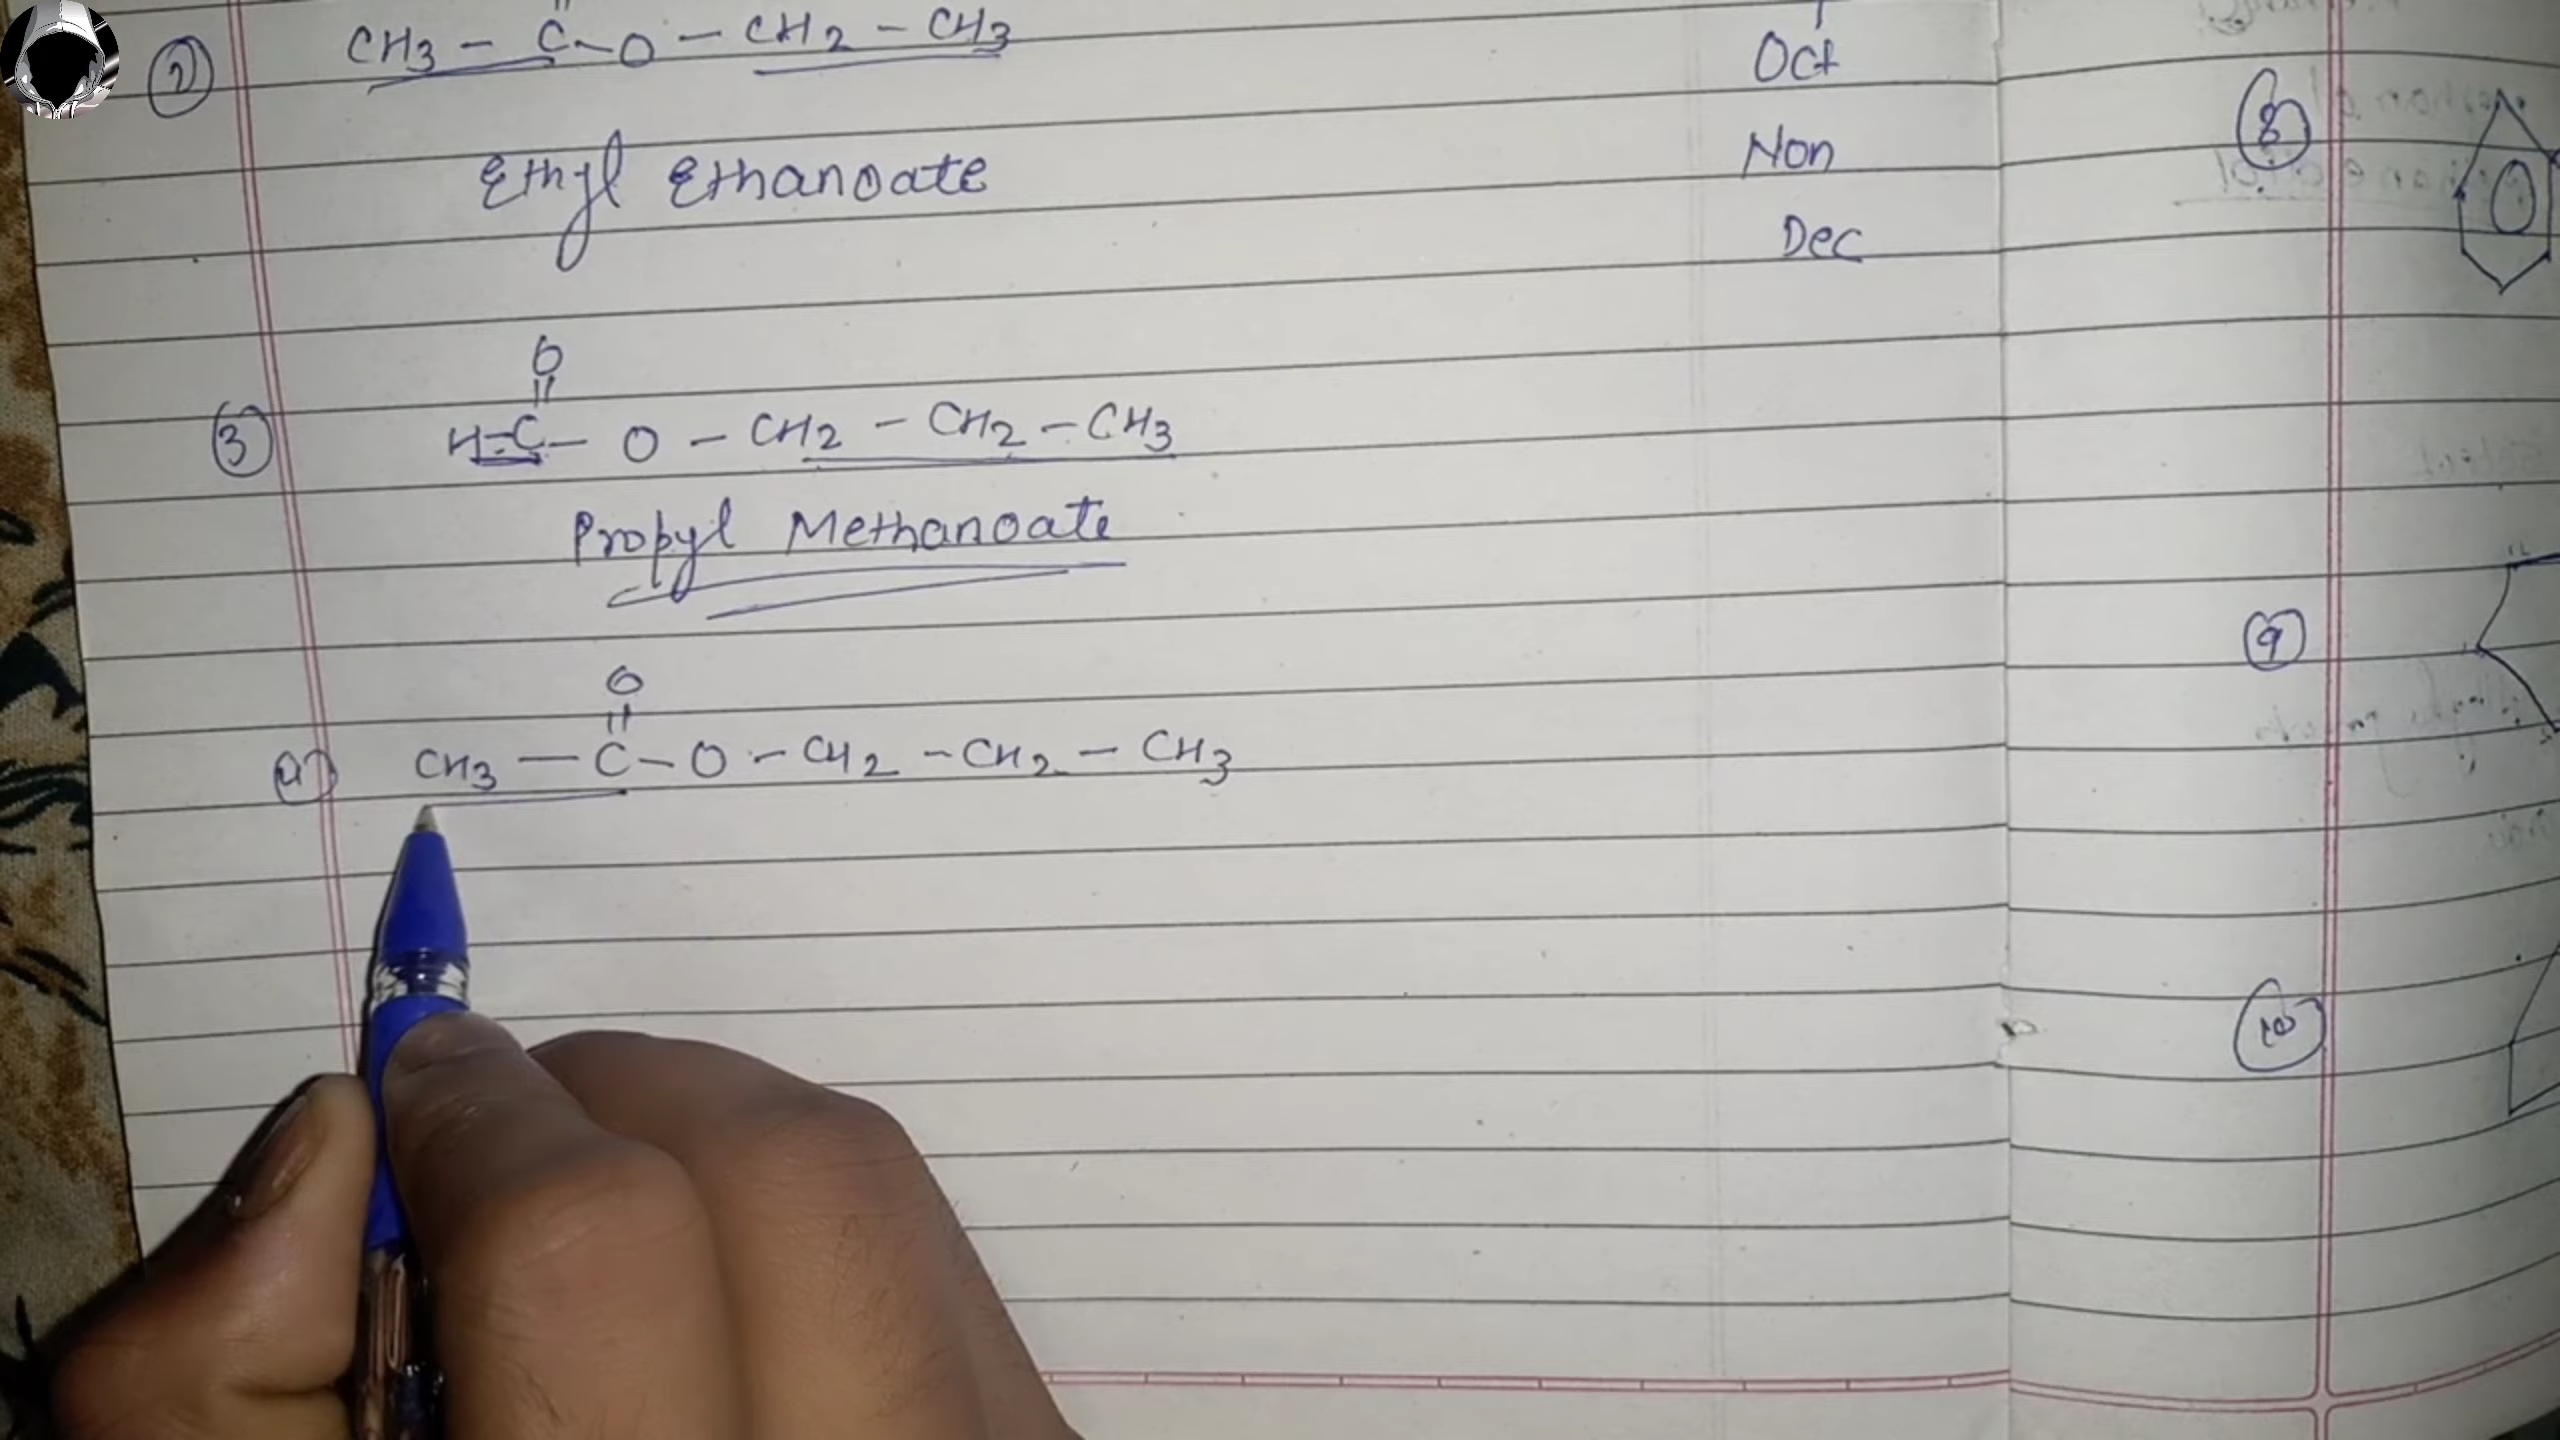 ② CH3 - C - O - CH2 - CH3
Ethyl Ethanoate
Oct
Non
Dec
O
③ H - C - O - CH2 - CH2 - CH3
Propyl Methanoate
O
④ CH3 — C - O - CH2 - CH2 - CH3
⑧
⑨
⑩